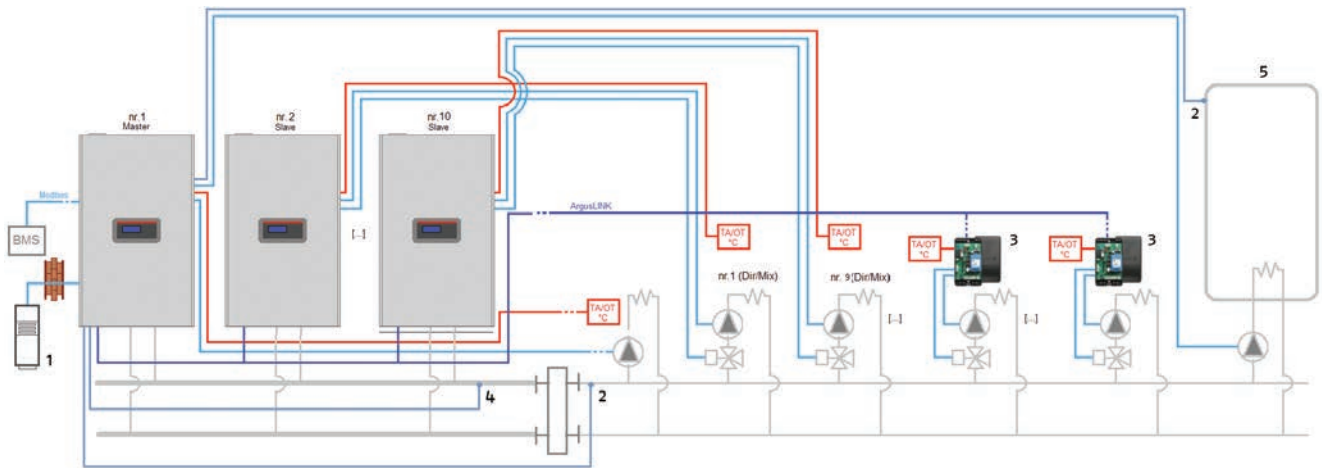 5
2
nr.1
Master
nr.2
Slave
nr.10
Slave
Modbus
ArgusLINK
BMS
[...]
TA/OT
°C
TA/OT
°C
TA/OT
°C
3
TA/OT
°C
3
nr.1 (Dir/Mix)
nr. 9(Dir/Mix)
[...]
[...]
TA/OT
°C
1
4
2